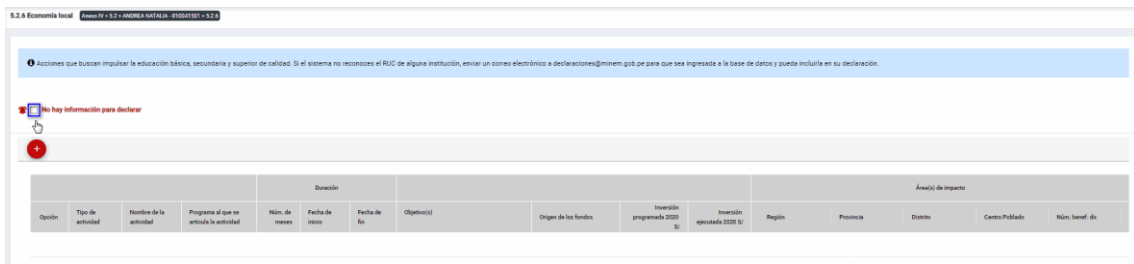 5.2.6 Economía local Anexo IV > 5.2 > ANDREA NATALIA - 010041501 > 5.2.6
Acciones que buscan impulsar la educación básica, secundaria y superior de calidad. Si el sistema no reconoces el RUC de alguna institución, enviar un correo electrónico a declaraciones@minem.gob.pe para que sea ingresada a la base de datos y pueda incluirla en su declaración.
No hay información para declarar
+
Duración Área(s) de impacto
Opción Tipo de actividad Nombre de la actividad Programa al que se articula la actividad Núm. de meses Fecha de inicio Fecha de fin Objetivo(s) Origen de los fondos Inversión programada 2020 S/ Inversión ejecutada 2020 S/ Región Provincia Distrito Centro Poblado Núm. benef. dir.